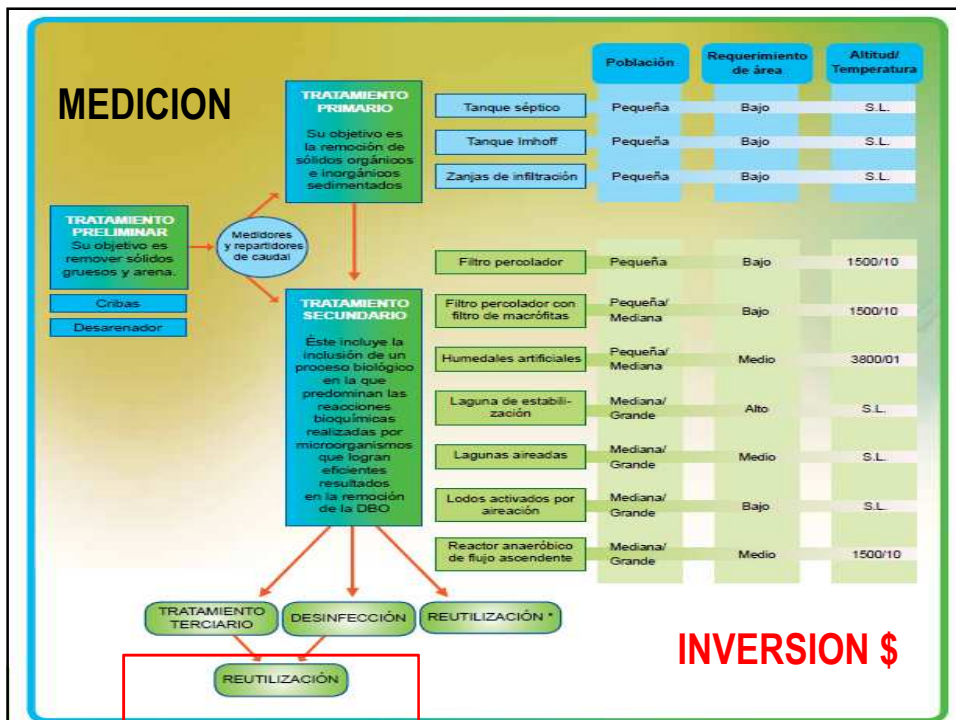 MEDICION
Población
Requerimiento
de área
Altitud/
Temperatura
TRATAMIENTO
PRIMARIO
Su objetivo es
la remoción de
sólidos orgánicos
e inorgánicos
sedimentados
Tanque séptico
Pequeña
Bajo
S.L.
Tanque Imhoff
Pequeña
Bajo
S.L.
Zanjas de infiltración
Pequeña
Bajo
S.L.
TRATAMIENTO
PRELIMINAR
Su objetivo es
remover sólidos
gruesos y arena.
Cribas
Desarenador
Medidores
y repartidores
de caudal
TRATAMIENTO
SECUNDARIO
Éste incluye la
inclusión de un
proceso biológico
en la que
predominan las
reacciones
bioquímicas
realizadas por
microorganismos
que logran
eficientes
resultados
en la remoción
de la DBO
Filtro percolador
Pequeña
Bajo
1500/10
Filtro percolador con
filtro de macrófitas
Pequeña/
Mediana
Bajo
1500/10
Humedales artificiales
Pequeña/
Mediana
Medio
3800/01
Laguna de estabili-
zación
Mediana/
Grande
Alto
S.L.
Lagunas aireadas
Mediana/
Grande
Medio
S.L.
Lodos activados por
aireación
Mediana/
Grande
Bajo
S.L.
Reactor anaeróbico
de flujo ascendente
Mediana/
Grande
Medio
1500/10
TRATAMIENTO
TERCIARIO
DESINFECCIÓN
REUTILIZACIÓN *
REUTILIZACIÓN
INVERSION $